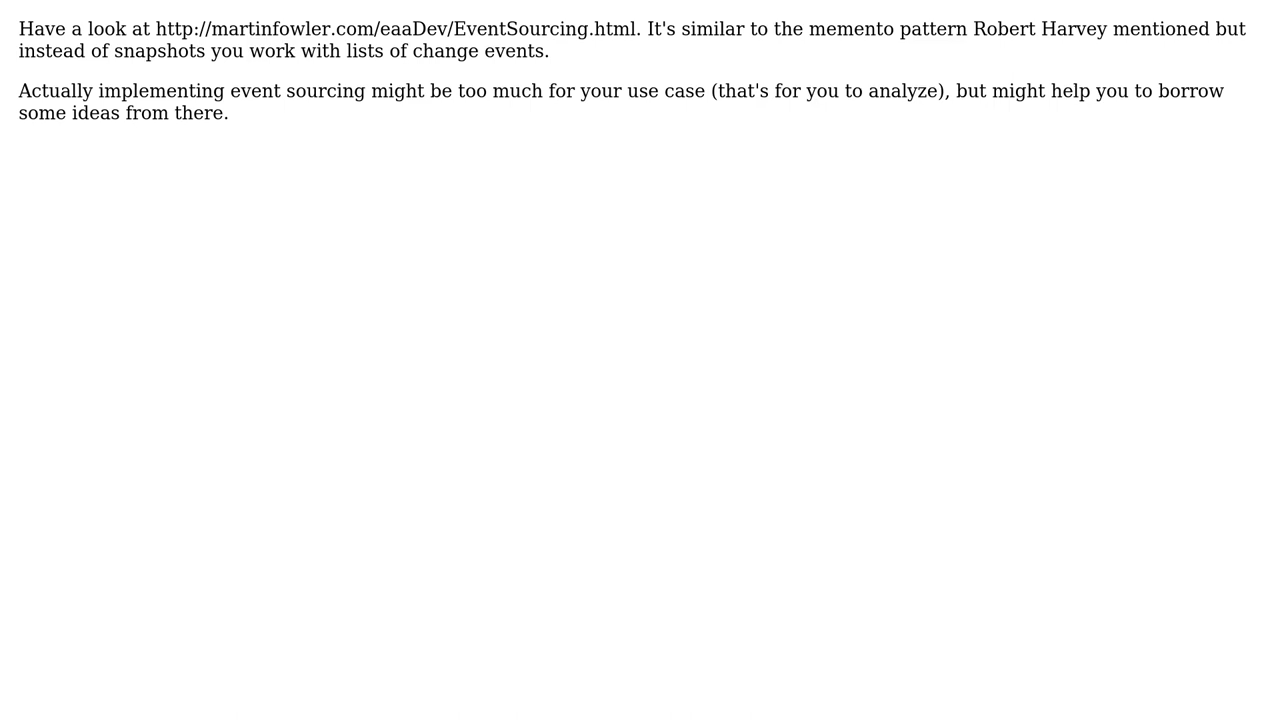 Have a look at http://martinfowler.com/eaaDev/EventSourcing.html. It's similar to the memento pattern Robert Harvey mentioned but
instead of snapshots you work with lists of change events.
Actually implementing event sourcing might be too much for your use case (that's for you to analyze), but might help you to borrow
some ideas from there.